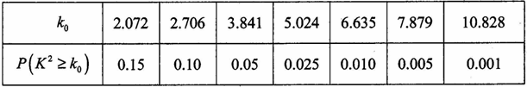 k₀ 2.072 2.706 3.841 5.024 6.635 7.879 10.828
P(K² ≥ k₀) 0.15 0.10 0.05 0.025 0.010 0.005 0.001